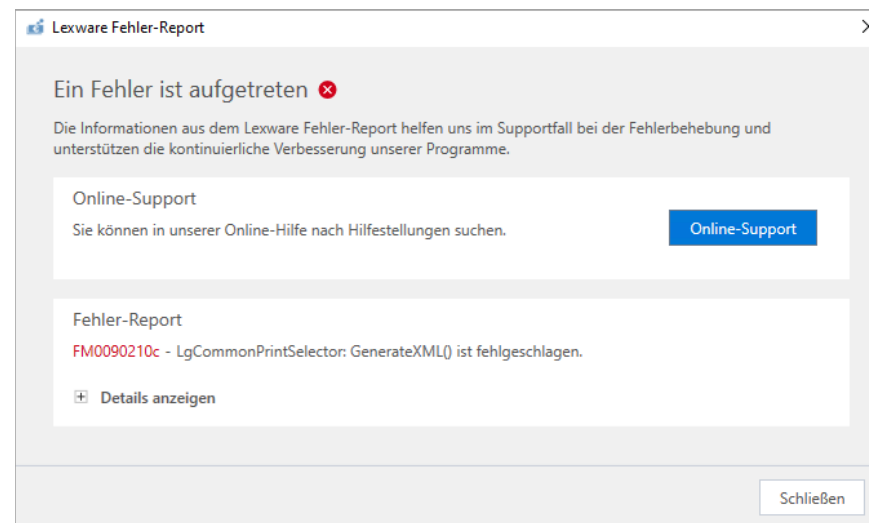 Lexware Fehler-Report
Ein Fehler ist aufgetreten
Die Informationen aus dem Lexware Fehler-Report helfen uns im Supportfall bei der Fehlerbehebung und
unterstützen die kontinuierliche Verbesserung unserer Programme.
Online-Support
Sie können in unserer Online-Hilfe nach Hilfestellungen suchen.
Online-Support
Fehler-Report
FM0090210c - LgCommonPrintSelector: GenerateXML() ist fehlgeschlagen.
Details anzeigen
Schließen